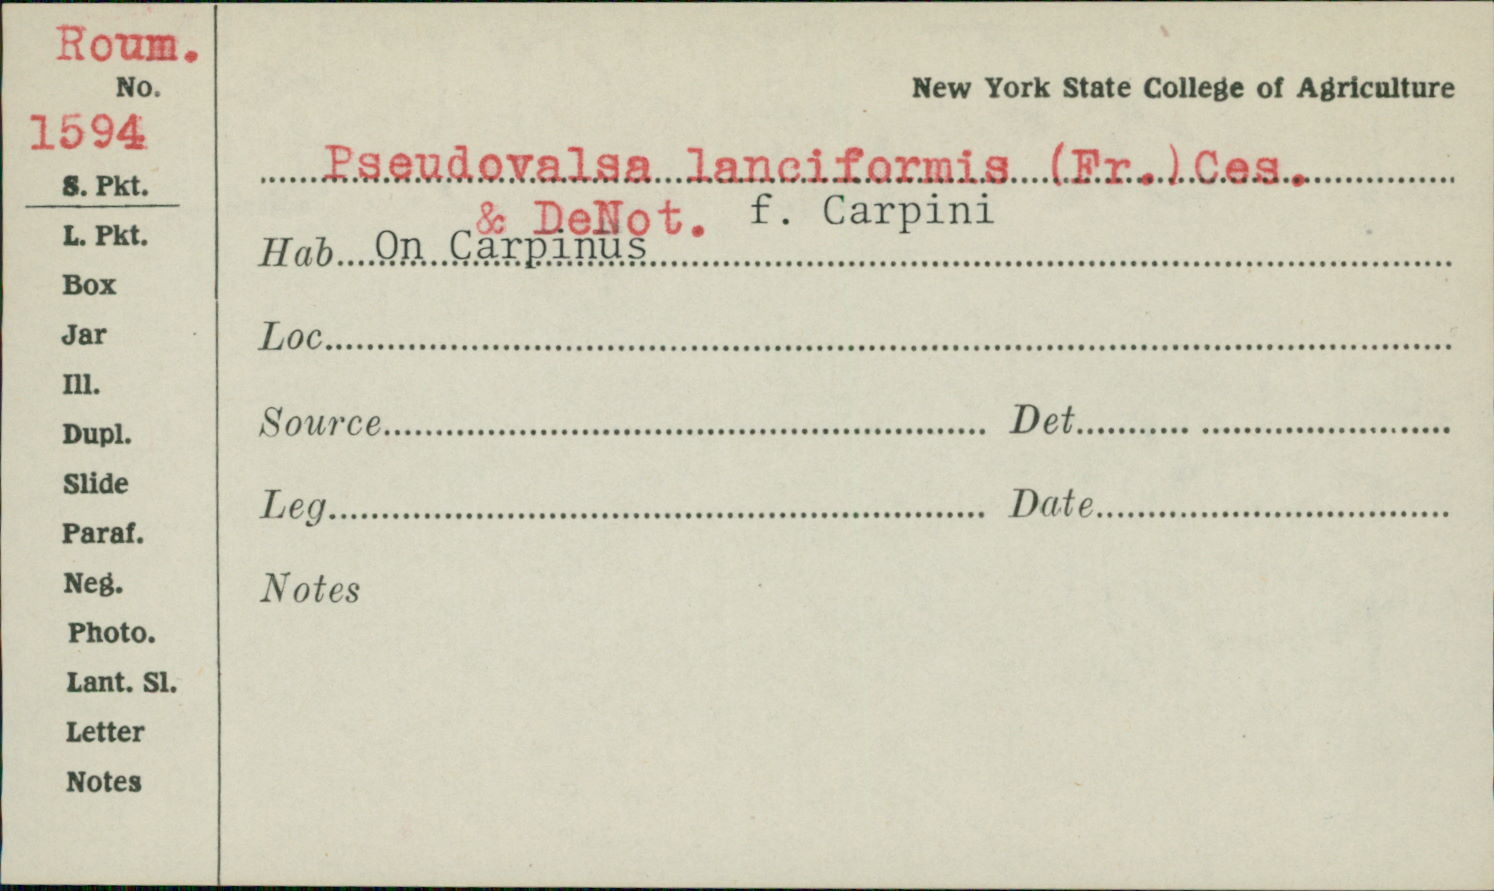 Roum.
No.
1594
S. Pkt.
L. Pkt.
Box
Jar
Ill.
Dupl.
Slide
Paraf.
Neg.
Photo.
Lant. Sl.
Letter
Notes
New York State College of Agriculture
Pseudovalsa lanciformis (Fr.) Ces.
& DeNot. f. Carpini
Hab. On Carpinus
Loc.
Source Det.
Leg. Date
Notes